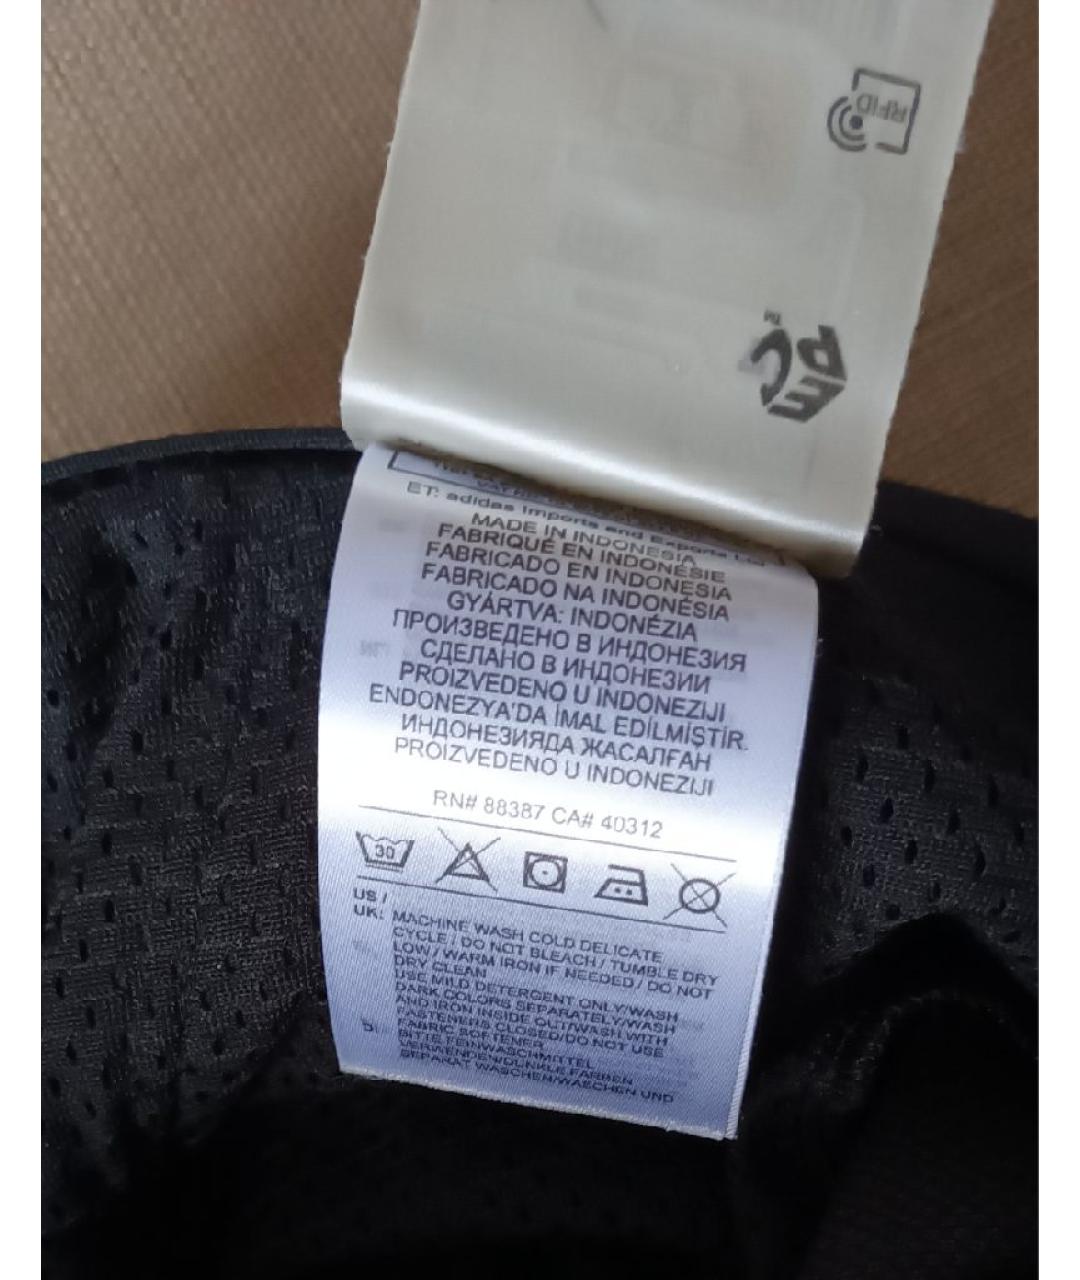 RFID
EPC™
ET: adidas Imports and Exports
MADE IN INDONESIA
FABRIQUÉ EN INDONÉSIE
FABRICADO EN INDONESIA
FABRICADO NA INDONÉSIA
GYÁRTVA: INDONÉZIA
ПРОИЗВЕДЕНО В ИНДОНЕЗИЯ
СДЕЛАНО В ИНДОНЕЗИИ
PROIZVEDENO U INDONEZIJI
ENDONEZYA'DA İMAL EDİLMİŞTİR.
ИНДОНЕЗИЯДА ЖАСАЛҒАН
PROIZVEDENO U INDONEZIJI
RN# 88387 CA# 40312
30
US /
UK: MACHINE WASH COLD DELICATE
CYCLE / DO NOT BLEACH / TUMBLE DRY
LOW / WARM IRON IF NEEDED / DO NOT
DRY CLEAN
USE MILD DETERGENT ONLY/WASH
DARK COLORS SEPARATELY/WASH
AND IRON INSIDE OUT/WASH WITH
FASTENERS CLOSED/DO NOT USE
FABRIC SOFTENER
BITTE FEINWASCHMITTEL
VERWENDEN/DUNKLE FARBEN
SEPARAT WASCHEN/WASCHEN UND